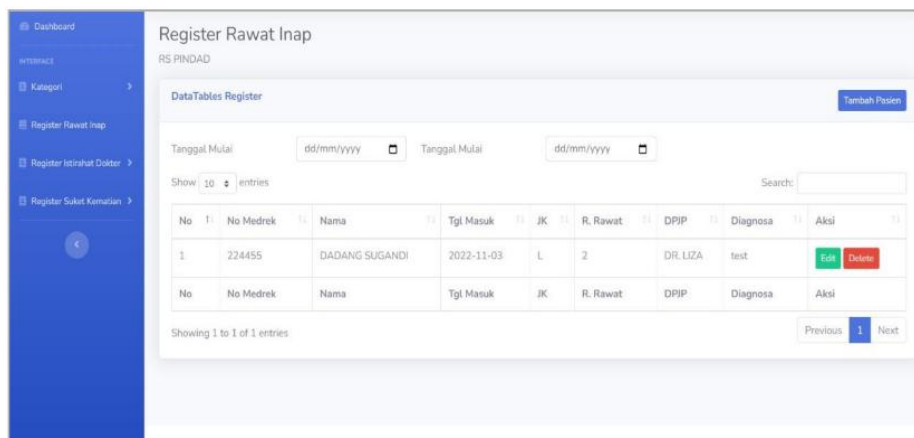 Dashboard
INTERFACE
Kategori
Register Rawat Inap
Register Istirahat Dokter
Register Suket Kematian
Register Rawat Inap
RS PINDAD
DataTables Register
Tambah Pasien
Tanggal Mulai dd/mm/yyyy Tanggal Mulai dd/mm/yyyy
Show 10 entries Search:
No No Medrek Nama Tgl Masuk JK R. Rawat DPJP Diagnosa Aksi
1 224455 DADANG SUGANDI 2022-11-03 L 2 DR. LIZA test Edit Delete
No No Medrek Nama Tgl Masuk JK R. Rawat DPJP Diagnosa Aksi
Showing 1 to 1 of 1 entries Previous 1 Next